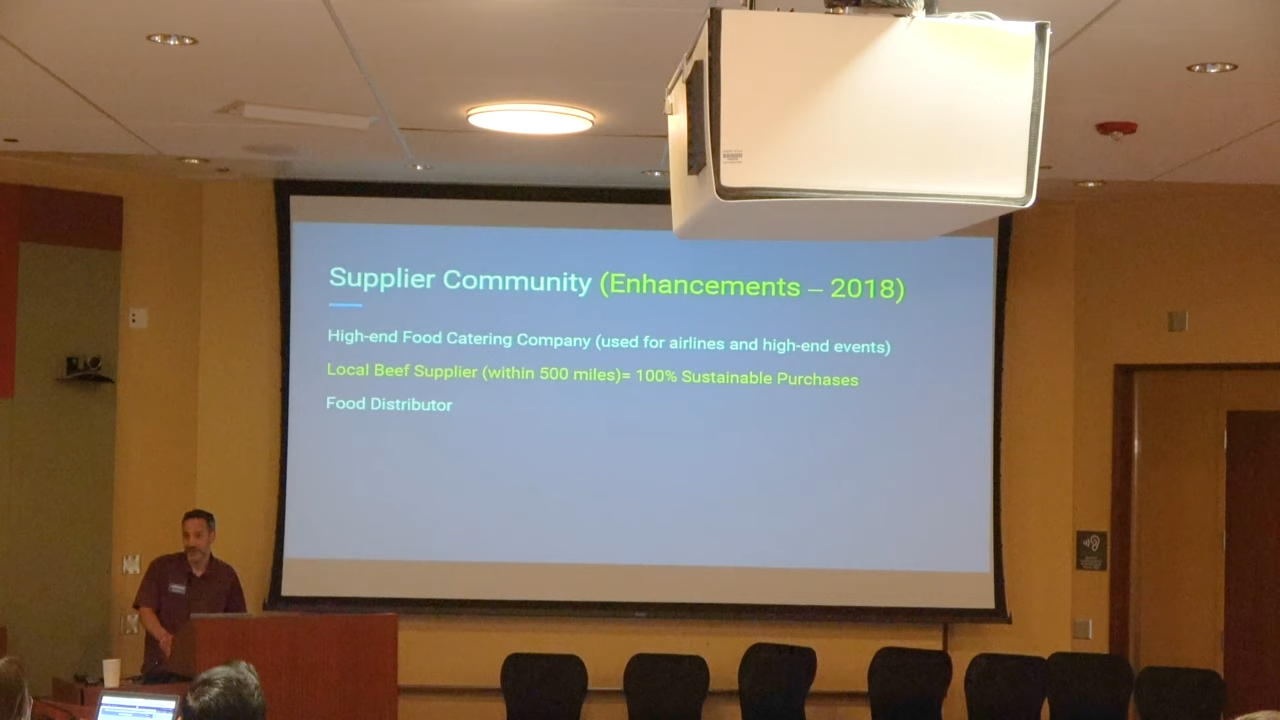 Supplier Community (Enhancements – 2018)
High-end Food Catering Company (used for airlines and high-end events)
Local Beef Supplier (within 500 miles)= 100% Sustainable Purchases
Food Distributor